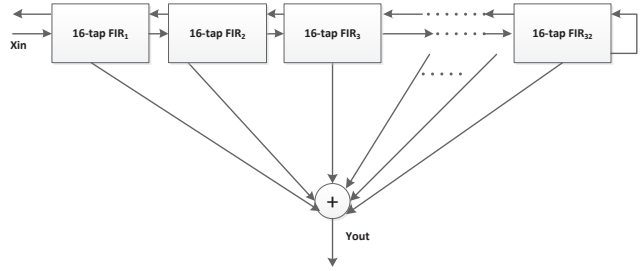 16-tap FIR1
16-tap FIR2
16-tap FIR3
16-tap FIR32
Xin
+
Yout